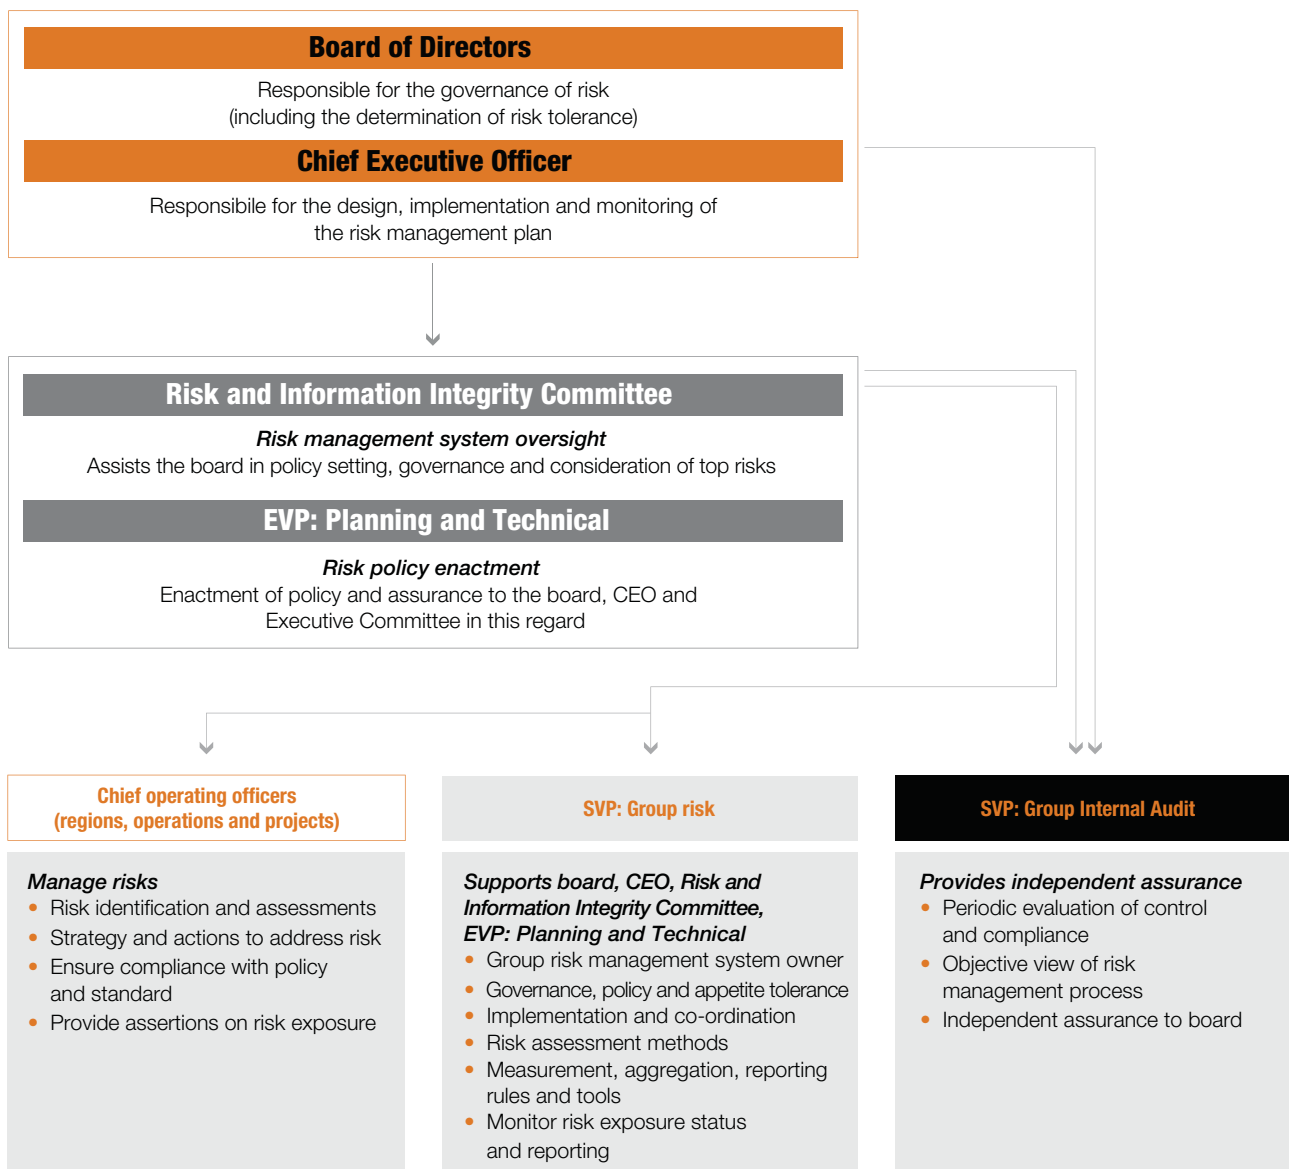 Board of Directors
Responsible for the governance of risk
(including the determination of risk tolerance)
Chief Executive Officer
Responsibile for the design, implementation and monitoring of
the risk management plan
Risk and Information Integrity Committee
Risk management system oversight
Assists the board in policy setting, governance and consideration of top risks
EVP: Planning and Technical
Risk policy enactment
Enactment of policy and assurance to the board, CEO and
Executive Committee in this regard
Chief operating officers
(regions, operations and projects)
Manage risks
• Risk identification and assessments
• Strategy and actions to address risk
• Ensure compliance with policy
and standard
• Provide assertions on risk exposure
SVP: Group risk
Supports board, CEO, Risk and
Information Integrity Committee,
EVP: Planning and Technical
• Group risk management system owner
• Governance, policy and appetite tolerance
• Implementation and co-ordination
• Risk assessment methods
• Measurement, aggregation, reporting
rules and tools
• Monitor risk exposure status
and reporting
SVP: Group Internal Audit
Provides independent assurance
• Periodic evaluation of control
and compliance
• Objective view of risk
management process
• Independent assurance to board